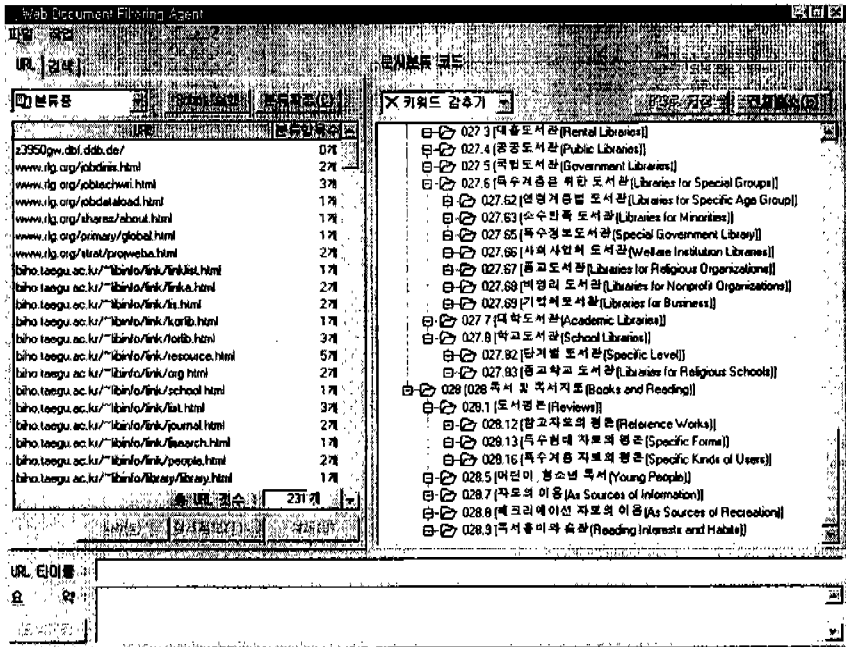 Web Document Filtering Agent
파일 작업
URL 검색
문서분류 코드
분류중
키워드 감추기
URL 분류항목수
z3950gw.dbf.ddb.de/ 0개
www.rlg.org/jobdinis.html 2개
www.rlg.org/jobtechwri.html 3개
www.rlg.org/jobdataload.html 1개
www.rlg.org/shares/about.html 1개
www.rlg.org/primary/global.html 2개
www.rlg.org/strat/projweba.html 2개
biho.taegu.ac.kr/~libinfo/link/linklist.html 1개
biho.taegu.ac.kr/~libinfo/link/linka.html 2개
biho.taegu.ac.kr/~libinfo/link/lis.html 2개
biho.taegu.ac.kr/~libinfo/link/korlib.html 1개
biho.taegu.ac.kr/~libinfo/link/forlib.html 3개
biho.taegu.ac.kr/~libinfo/link/resource.html 5개
biho.taegu.ac.kr/~libinfo/link/org.html 2개
biho.taegu.ac.kr/~libinfo/link/school.html 1개
biho.taegu.ac.kr/~libinfo/link/list.html 3개
biho.taegu.ac.kr/~libinfo/link/journal.html 2개
biho.taegu.ac.kr/~libinfo/link/lisearch.html 1개
biho.taegu.ac.kr/~libinfo/link/people.html 2개
biho.taegu.ac.kr/~libinfo/library/library.html 1개
총 URL 갯수 : 231개
027.3 [대출도서관(Rental Libraries)]
027.4 [공공도서관(Public Libraries)]
027.5 [국립도서관(Government Libraries)]
027.6 [특수계층은 위한 도서관(Libraries for Special Groups)]
027.62 [연령계층별 도서관(Libraries for Specific Age Group)]
027.63 [소수민족 도서관(Libraries for Minorities)]
027.65 [특수정보도서관(Special Government Library)]
027.66 [사회사업처 도서관(Welfare Institution Libraries)]
027.67 [종교도서관(Libraries for Religious Organizations)]
027.68 [비영리 도서관(Libraries for Nonprofit Organizations)]
027.69 [기업체도서관(Libraries for Business)]
027.7 [대학도서관(Academic Libraries)]
027.8 [학교도서관(School Libraries)]
027.82 [단계별 도서관(Specific Level)]
027.83 [종교학교 도서관(Libraries for Religious Schools)]
028 [028 독서 및 독서지도(Books and Reading)]
028.1 [도서평론(Reviews)]
028.12 [참고자료의 평론(Reference Works)]
028.13 [특수형태 자료의 평론(Specific Forms)]
028.16 [특수계층 자료의 평론(Specific Kinds of Users)]
028.5 [어린이, 청소년 독서(Young People)]
028.7 [자료의 이용(As Sources of Information)]
028.8 [레크리에이션 자료의 이용(As Sources of Recreation)]
028.9 [독서흥미와 습관(Reading Interests and Habits)]
URL 타이틀 :
요 약 :